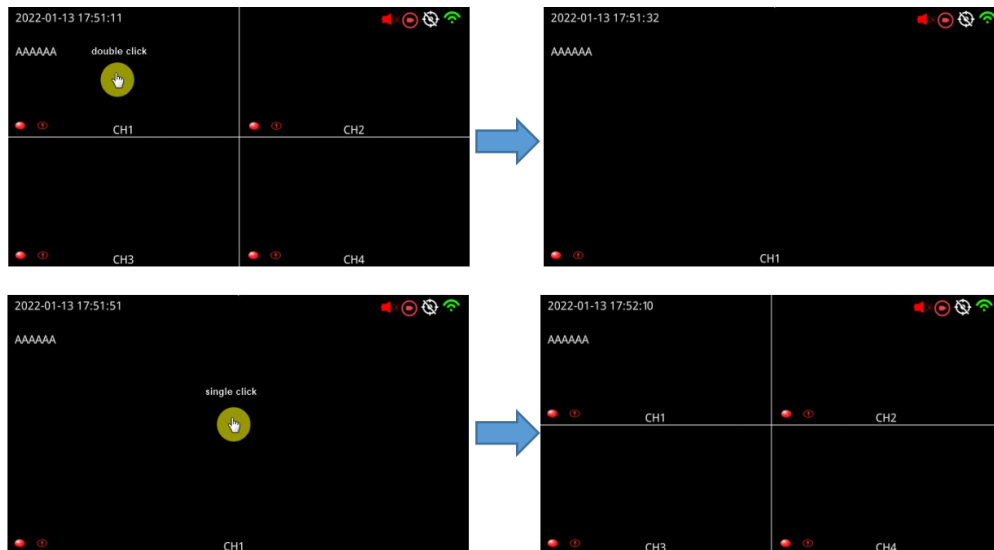 2022-01-13 17:51:11
AAAAAA
double click
CH1
CH2
CH3
CH4
2022-01-13 17:51:32
AAAAAA
CH1
2022-01-13 17:51:51
AAAAAA
single click
CH1
2022-01-13 17:52:10
AAAAAA
CH1
CH2
CH3
CH4